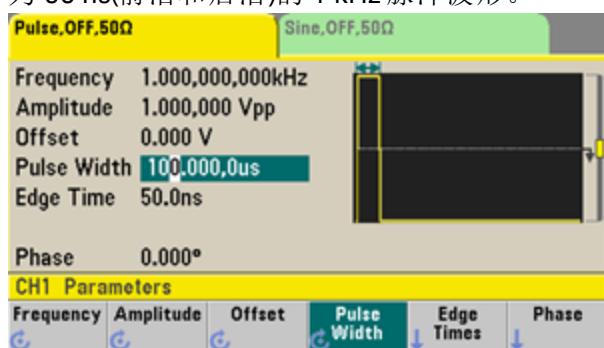 Pulse,OFF,50Ω Sine,OFF,50Ω
Frequency 1.000,000,000kHz
Amplitude 1.000,000 Vpp
Offset 0.000 V
Pulse Width 100.000,0us
Edge Time 50.0ns
Phase 0.000°
CH1 Parameters
Frequency Amplitude Offset Pulse Width Edge Times Phase